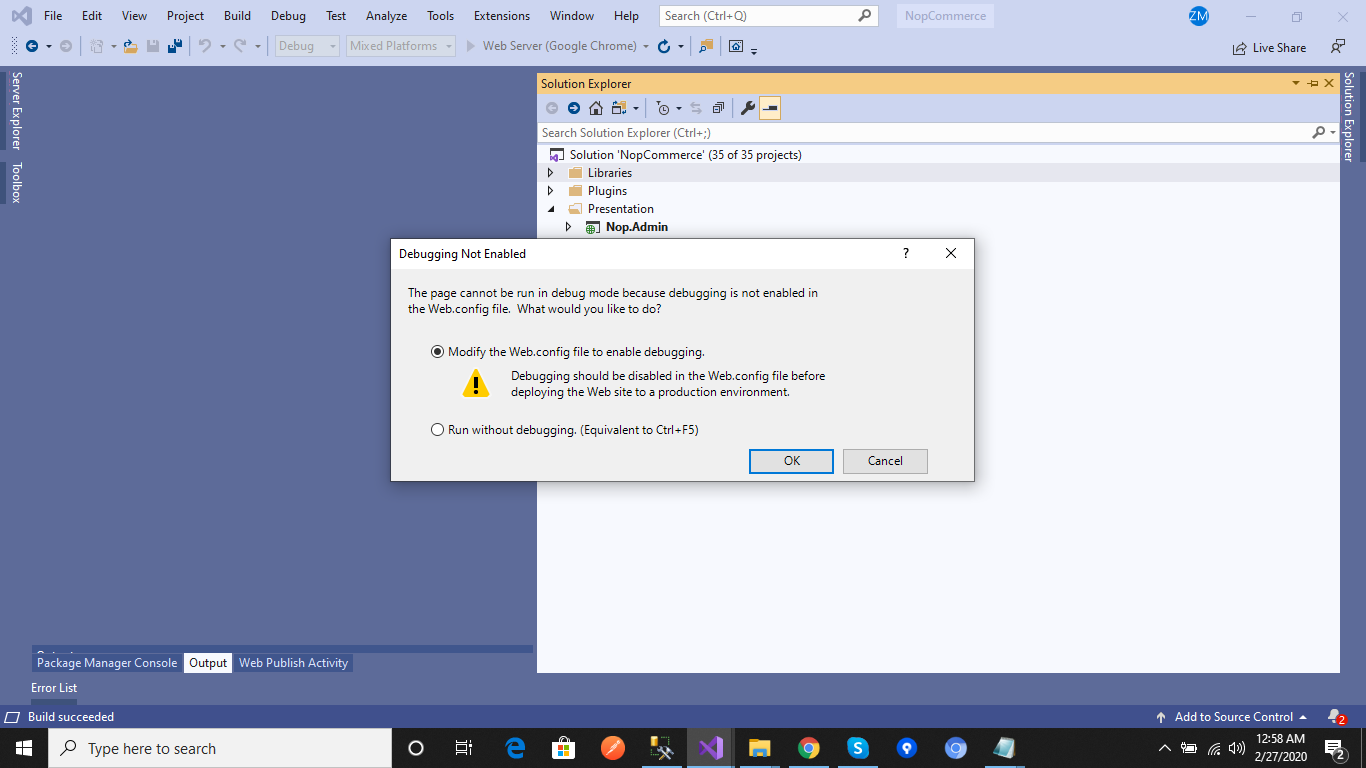 File Edit View Project Build Debug Test Analyze Tools Extensions Window Help Search (Ctrl+Q) NopCommerce ZM
Debug Mixed Platforms Web Server (Google Chrome) Live Share
Server Explorer
Toolbox
Solution Explorer
Solution Explorer
Search Solution Explorer (Ctrl+;)
Solution 'NopCommerce' (35 of 35 projects)
Libraries
Plugins
Presentation
Nop.Admin
Debugging Not Enabled ?
The page cannot be run in debug mode because debugging is not enabled in
the Web.config file. What would you like to do?
Modify the Web.config file to enable debugging.
Debugging should be disabled in the Web.config file before
deploying the Web site to a production environment.
Run without debugging. (Equivalent to Ctrl+F5)
OK Cancel
Package Manager Console Output Web Publish Activity
Error List
Build succeeded Add to Source Control 2
Type here to search
12:58 AM
2/27/2020
2